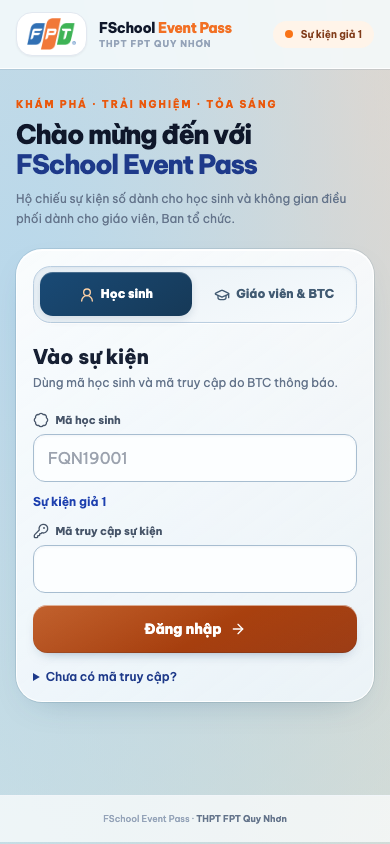 FPT
FSchool Event Pass
THPT FPT QUY NHƠN
Sự kiện giả 1
KHÁM PHÁ · TRẢI NGHIỆM · TỎA SÁNG
Chào mừng đến với
FSchool Event Pass
Hộ chiếu sự kiện số dành cho học sinh và không gian điều
phối dành cho giáo viên, Ban tổ chức.
Học sinh
Giáo viên & BTC
Vào sự kiện
Dùng mã học sinh và mã truy cập do BTC thông báo.
Mã học sinh
FQN19001
Sự kiện giả 1
Mã truy cập sự kiện
Đăng nhập →
Chưa có mã truy cập?
FSchool Event Pass · THPT FPT Quy Nhơn